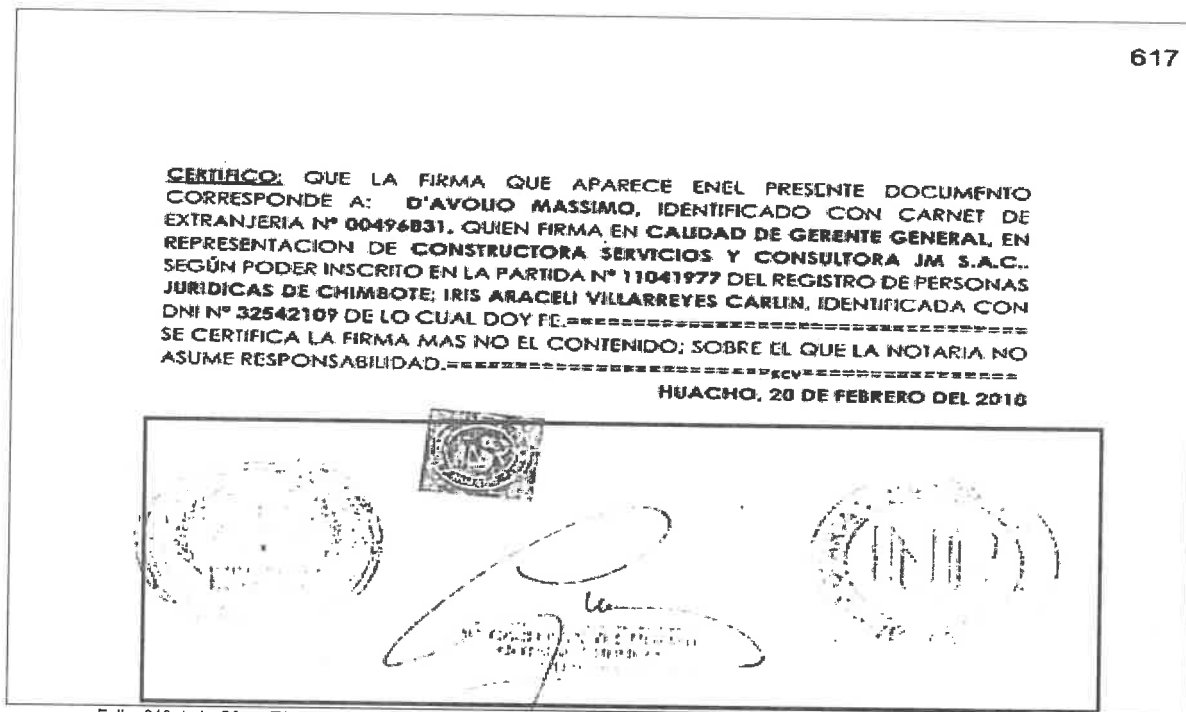 617
CERTIFICO: QUE LA FIRMA QUE APARECE ENEL PRESENTE DOCUMENTO
CORRESPONDE A: D'AVOLIO MASSIMO, IDENTIFICADO CON CARNET DE
EXTRANJERIA N° 00496831, QUIEN FIRMA EN CALIDAD DE GERENTE GENERAL, EN
REPRESENTACION DE CONSTRUCTORA SERVICIOS Y CONSULTORA JM S.A.C..
SEGÚN PODER INSCRITO EN LA PARTIDA N° 11041977 DEL REGISTRO DE PERSONAS
JURIDICAS DE CHIMBOTE; IRIS ARACELI VILLARREYES CARLIN, IDENTIFICADA CON
DNI N° 32542109 DE LO CUAL DOY FE.=====================================
SE CERTIFICA LA FIRMA MAS NO EL CONTENIDO; SOBRE EL QUE LA NOTARIA NO
ASUME RESPONSABILIDAD.==========================KCV=================
HUACHO, 20 DE FEBRERO DEL 2018